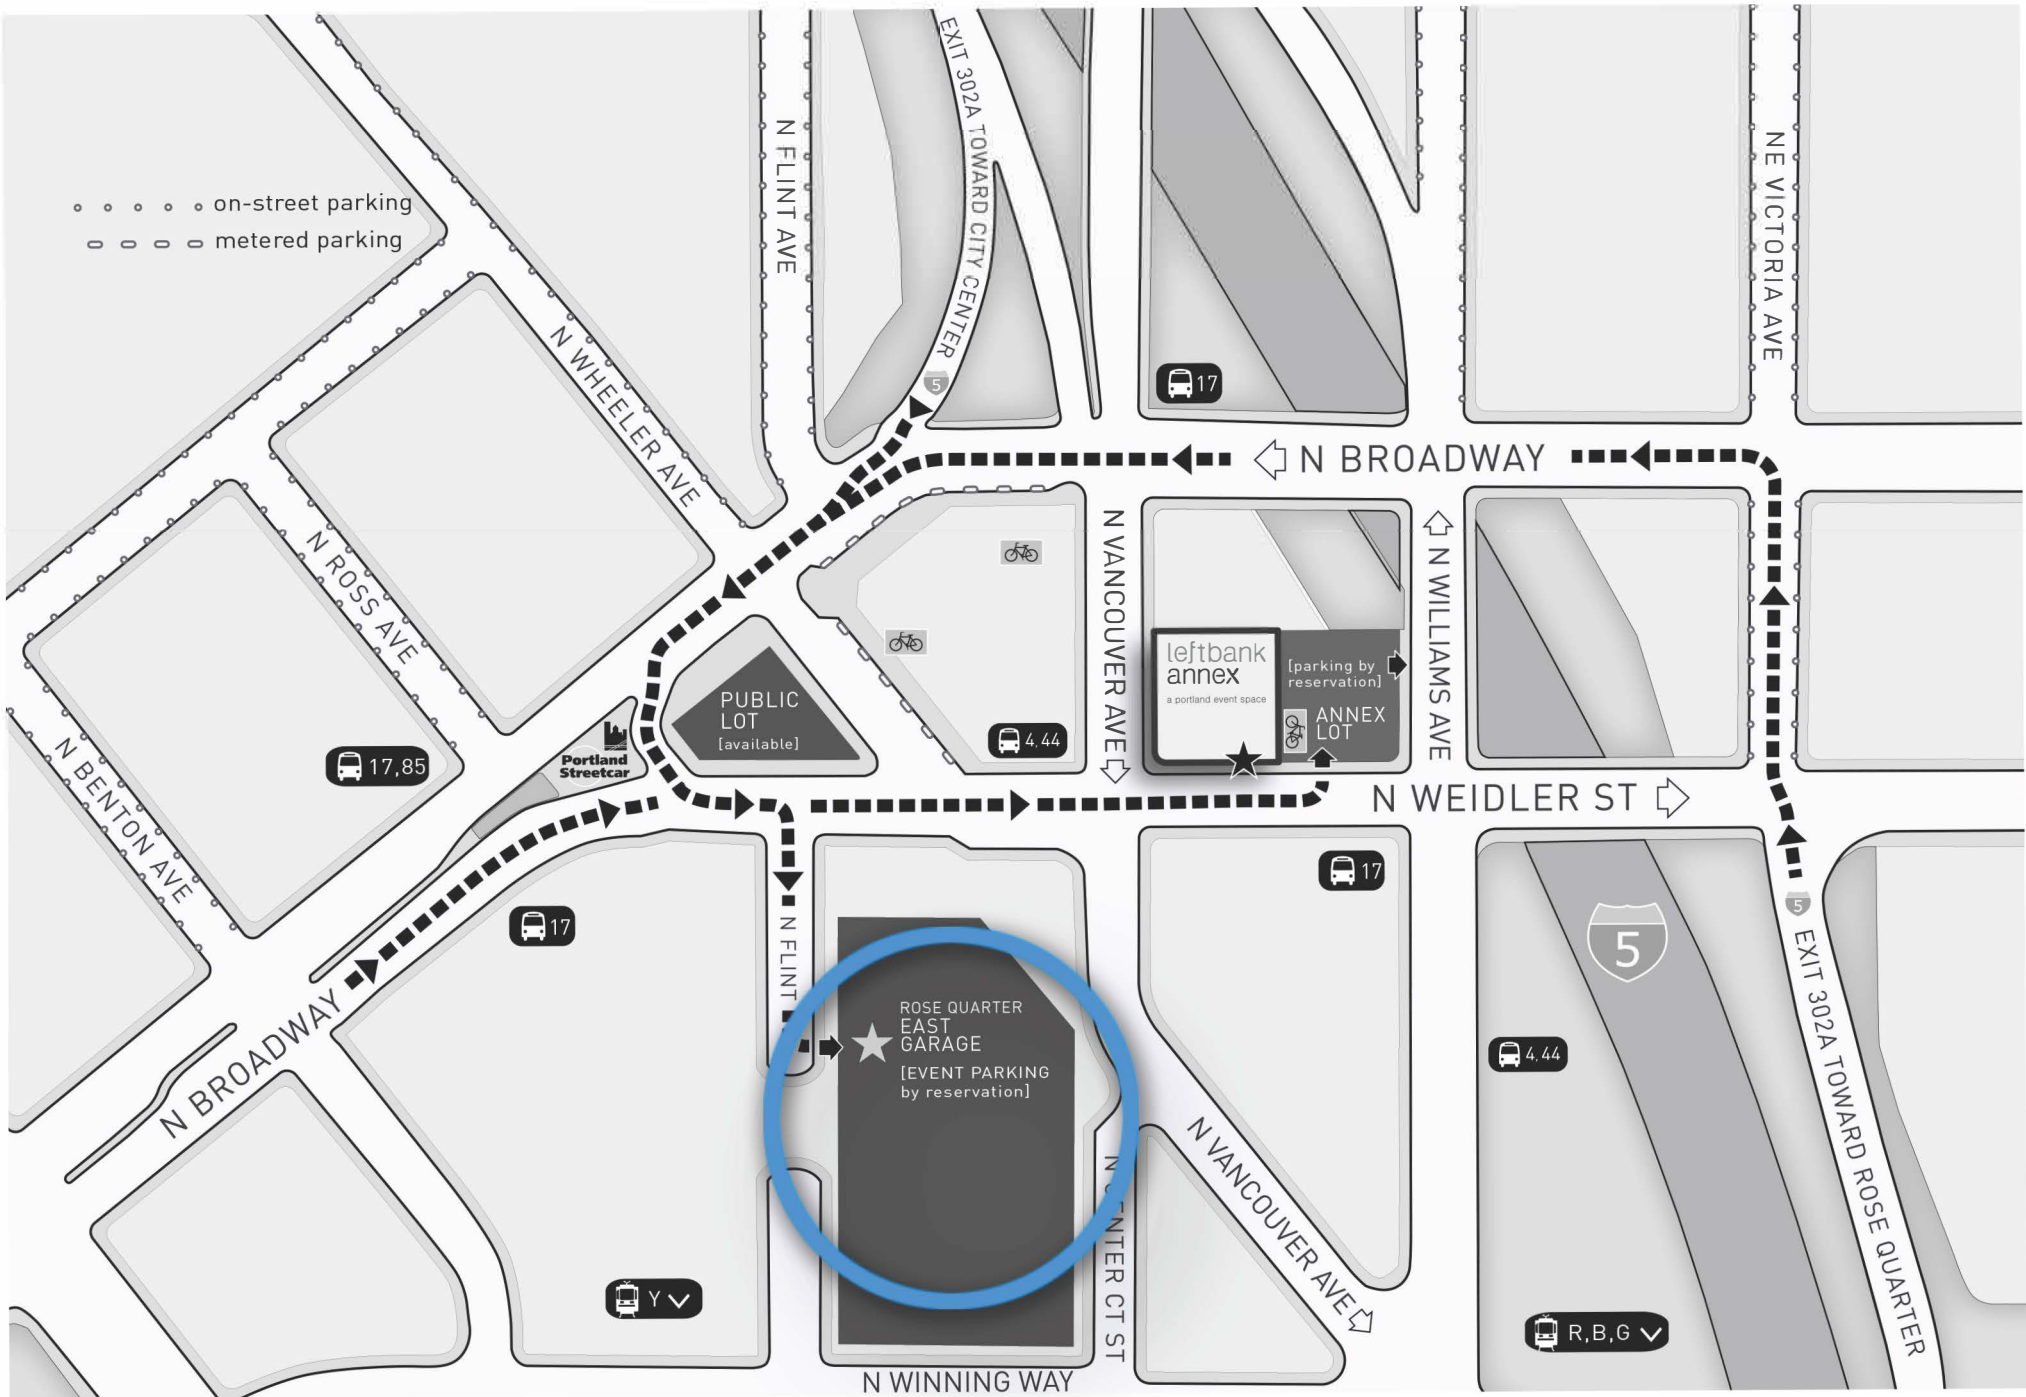 on-street parking
metered parking
N FLINT AVE
EXIT 302A TOWARD CITY CENTER
5
NE VICTORIA AVE
N WHEELER AVE
17
N BROADWAY
N ROSS AVE
N VANCOUVER AVE
N WILLIAMS AVE
leftbank
annex
a portland event space
[parking by
reservation]
ANNEX
LOT
PUBLIC
LOT
[available]
4,44
Portland
Streetcar
17,85
N BENTON AVE
N WEIDLER ST
17
17
N FLINT
5
5
EXIT 302A TOWARD ROSE QUARTER
N BROADWAY
ROSE QUARTER
EAST
GARAGE
[EVENT PARKING
by reservation]
4,44
N VANCOUVER AVE
N CENTER CT ST
Y
R,B,G
N WINNING WAY